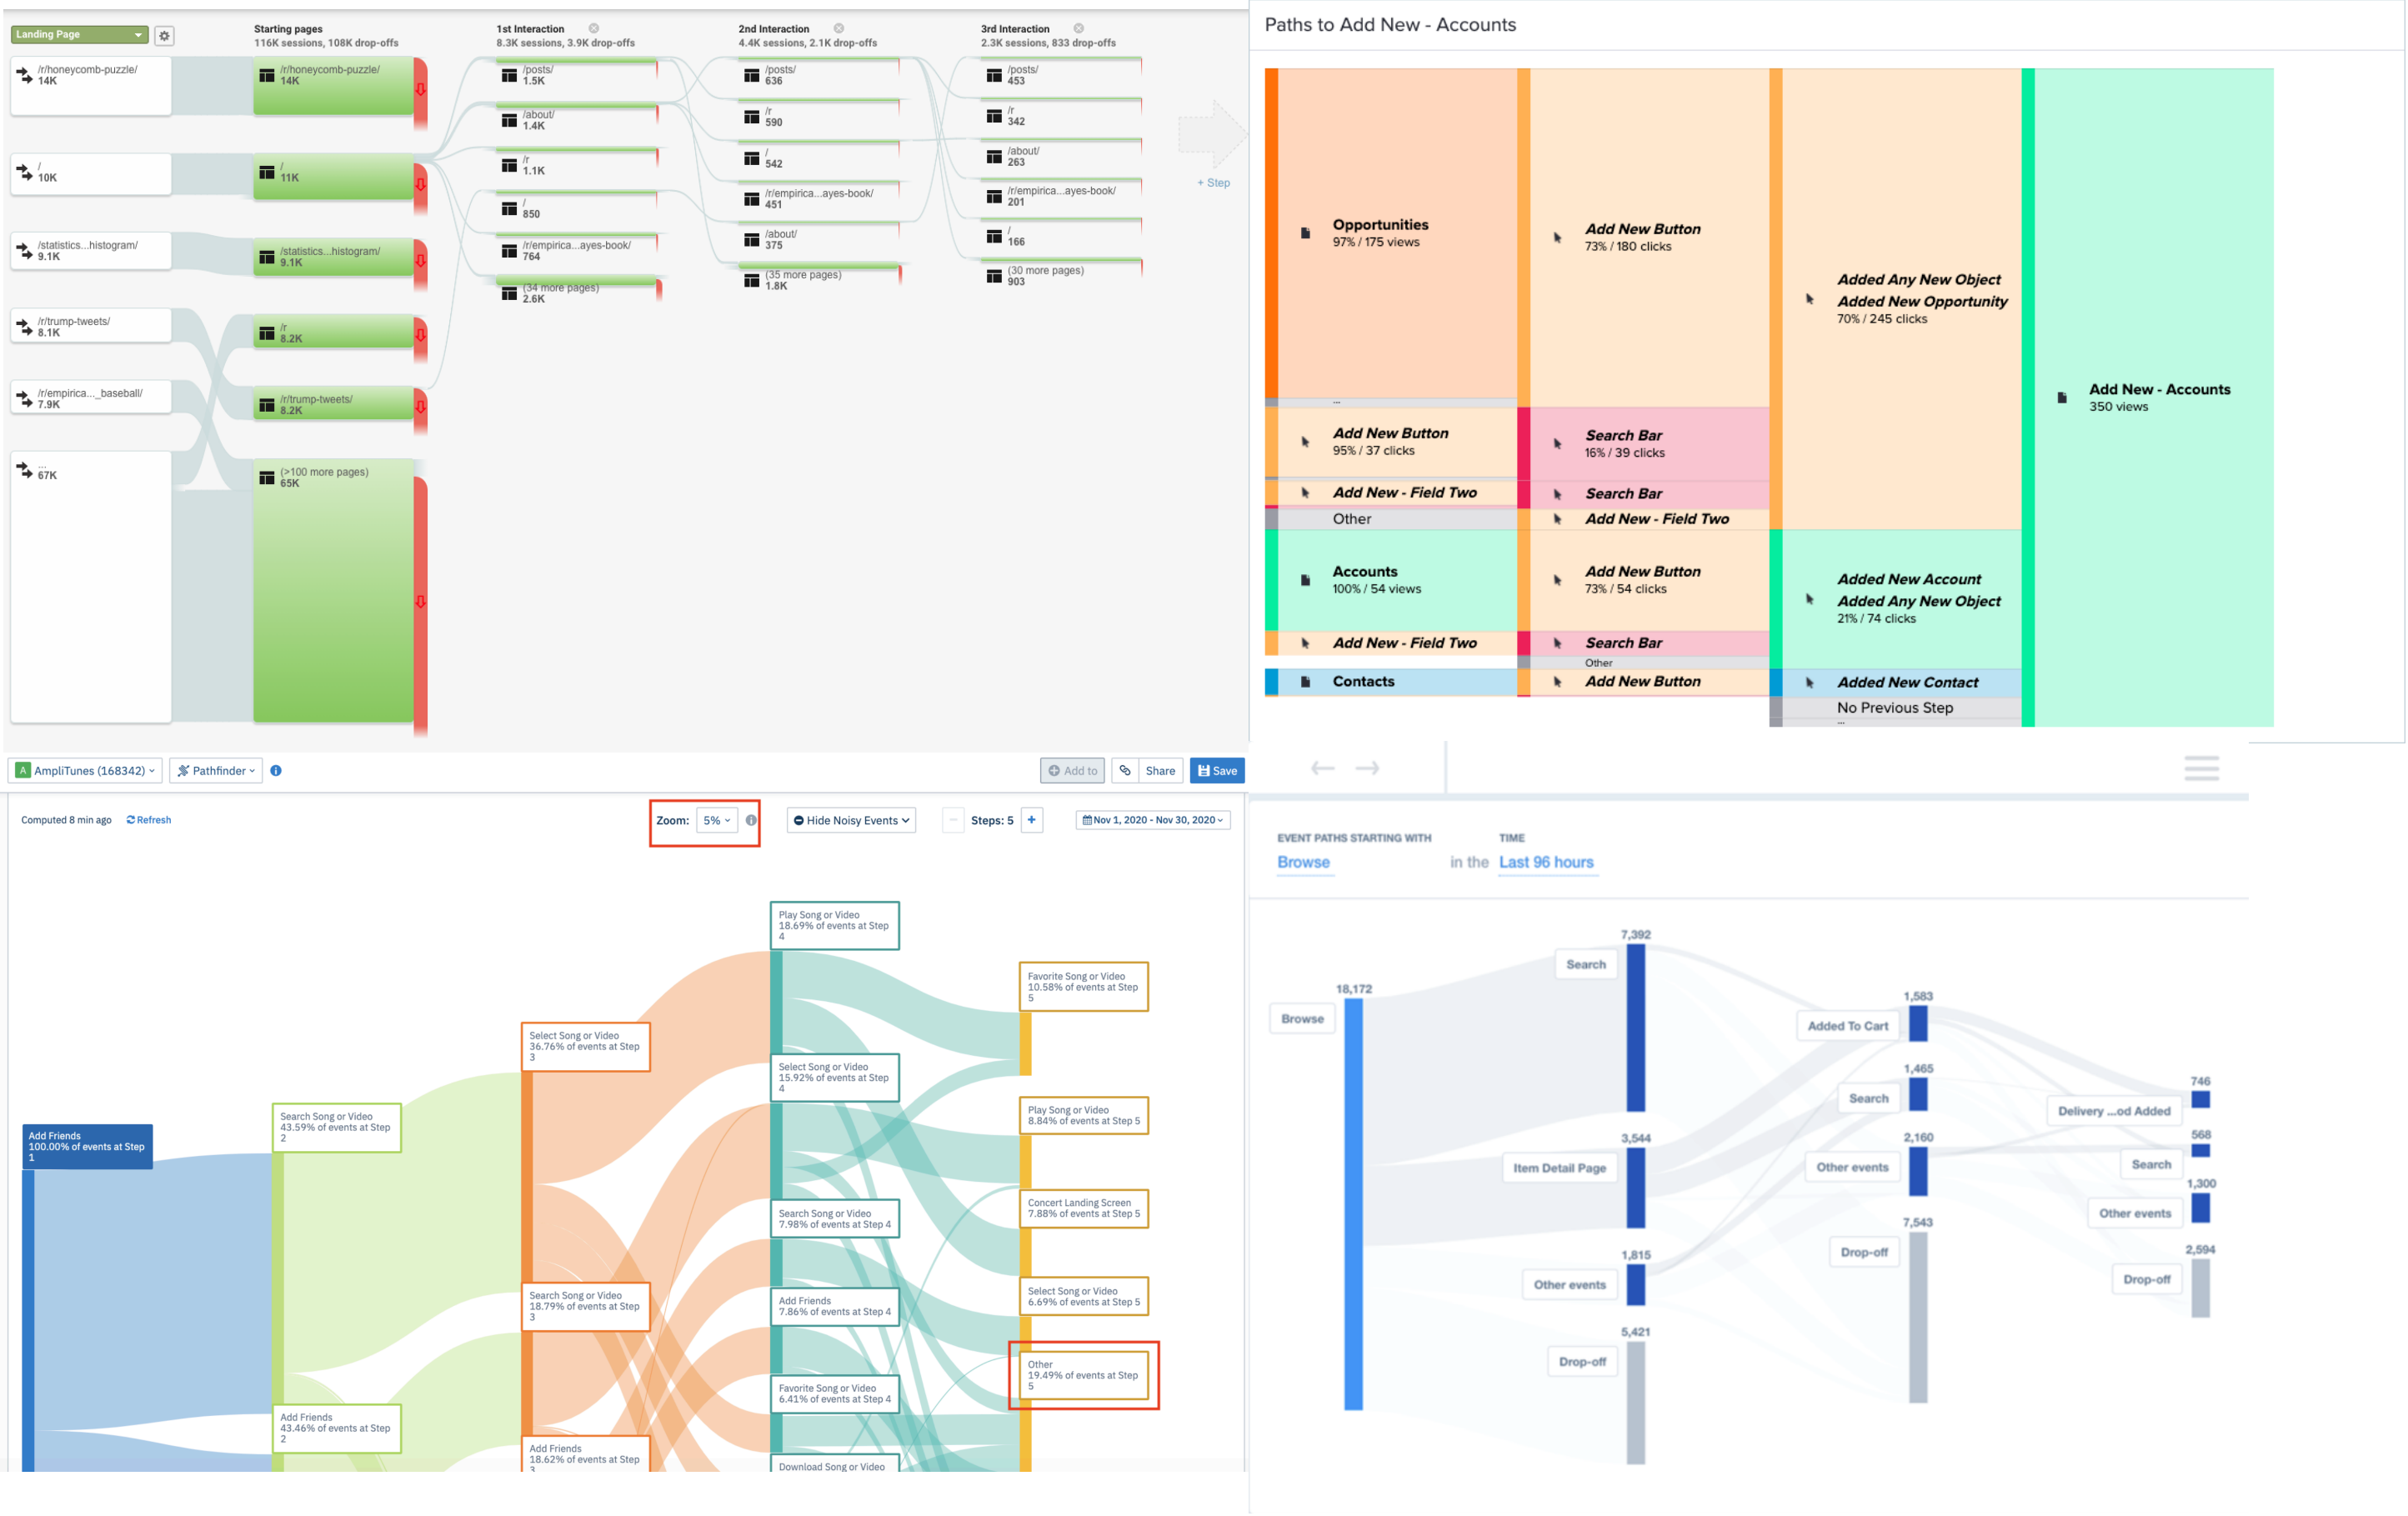 Landing Page
Starting pages
116K sessions, 108K drop-offs
1st Interaction
8.3K sessions, 3.9K drop-offs
2nd Interaction
4.4K sessions, 2.1K drop-offs
3rd Interaction
2.3K sessions, 833 drop-offs
/r/honeycomb-puzzle/
14K
/
10K
/statistics...histogram/
9.1K
/r/trump-tweets/
8.1K
/r/empirica..._baseball/
7.9K
...
67K
/r/honeycomb-puzzle/
14K
/
11K
/statistics...histogram/
9.1K
/r
8.2K
/r/trump-tweets/
8.2K
(>100 more pages)
65K
/posts/
1.5K
/about/
1.4K
/r
1.1K
/
850
/r/empirica...ayes-book/
764
(34 more pages)
2.6K
/posts/
636
/r
590
/
542
/r/empirica...ayes-book/
451
/about/
375
(35 more pages)
1.8K
/posts/
453
/r
342
/about/
263
/r/empirica...ayes-book/
201
/
166
(30 more pages)
903
+ Step
Paths to Add New - Accounts
Opportunities
97% / 175 views
...
Add New Button
95% / 37 clicks
Add New - Field Two
Other
Accounts
100% / 54 views
Add New - Field Two
Contacts
Add New Button
73% / 180 clicks
Search Bar
16% / 39 clicks
Search Bar
Add New - Field Two
Add New Button
73% / 54 clicks
Search Bar
Other
Add New Button
Added Any New Object
Added New Opportunity
70% / 245 clicks
Added New Account
Added Any New Object
21% / 74 clicks
Added New Contact
No Previous Step
...
Add New - Accounts
350 views
A AmpliTunes (168342)
Pathfinder
Add to
Share
Save
Computed 8 min ago
Refresh
Zoom: 5%
Hide Noisy Events
Steps: 5 +
Nov 1, 2020 - Nov 30, 2020
Add Friends
100.00% of events at Step
1
Search Song or Video
43.59% of events at Step
2
Add Friends
43.46% of events at Step
2
Select Song or Video
36.76% of events at Step
3
Search Song or Video
18.79% of events at Step
3
Add Friends
18.62% of events at Step
3
Play Song or Video
18.69% of events at Step
4
Select Song or Video
15.92% of events at Step
4
Search Song or Video
7.98% of events at Step 4
Add Friends
7.86% of events at Step 4
Favorite Song or Video
6.41% of events at Step 4
Download Song or Video
Favorite Song or Video
10.58% of events at Step
5
Play Song or Video
8.84% of events at Step 5
Concert Landing Screen
7.88% of events at Step 5
Select Song or Video
6.69% of events at Step 5
Other
19.49% of events at Step
5
EVENT PATHS STARTING WITH
Browse
in the
TIME
Last 96 hours
18,172
Browse
7,392
Search
3,544
Item Detail Page
1,815
Other events
5,421
Drop-off
1,583
Added To Cart
1,465
Search
2,160
Other events
7,543
Drop-off
746
Delivery ...od Added
568
Search
1,300
Other events
2,594
Drop-off